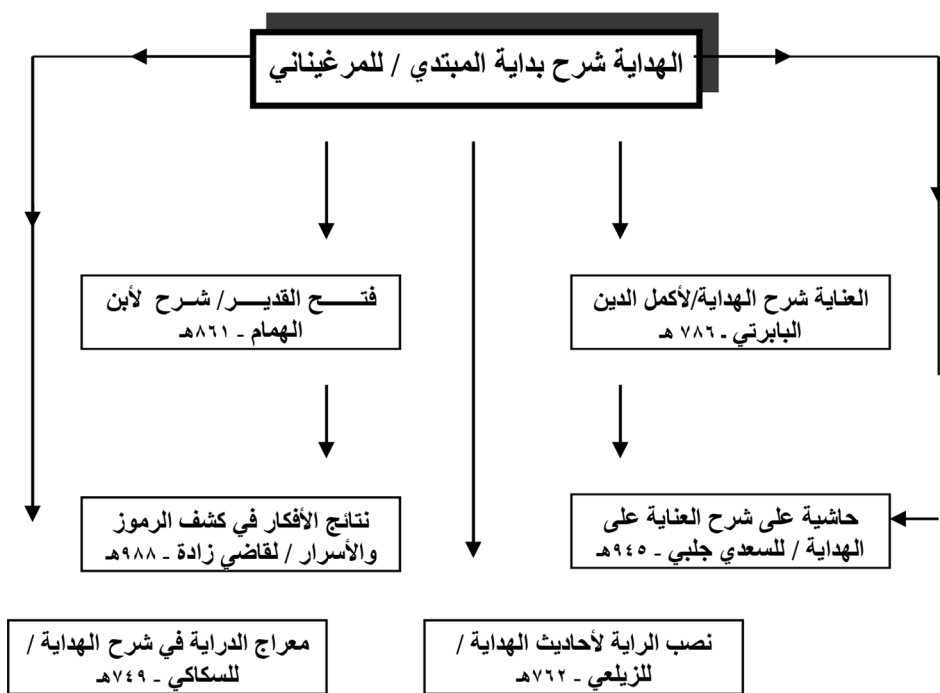 الهداية شرح بداية المبتدي / للمرغيناني
العناية شرح الهداية/لأكمل الدين
البابرتي - ٧٨٦ هـ
فتـــــح القديـــر/ شــرح لأبن
الهمام - ٨٦١هـ
حاشية على شرح العناية على
الهداية / للسعدي جلبي - ٩٤٥هـ
نتائج الأفكار في كشف الرموز
والأسرار / لقاضي زادة - ٩٨٨هـ
نصب الراية لأحاديث الهداية /
للزيلعي - ٧٦٢هـ
معراج الدراية في شرح الهداية /
للسكاكي - ٧٤٩هـ